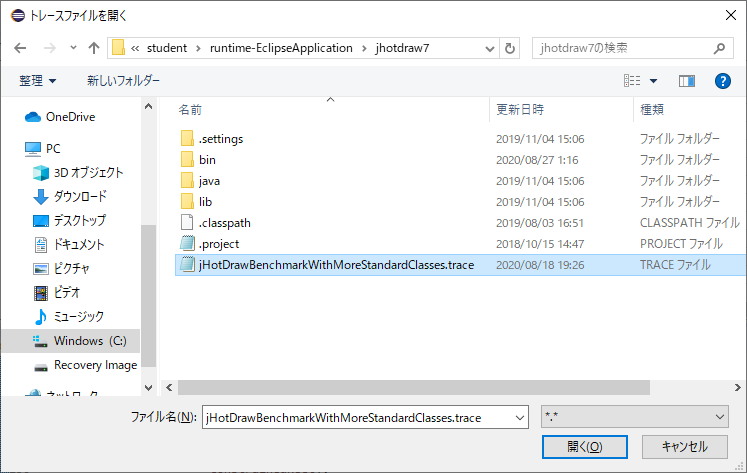 トレースファイルを開く
student > runtime-EclipseApplication > jhotdraw7
jhotdraw7の検索
整理 新しいフォルダー
名前 更新日時 種類
OneDrive
PC
3D オブジェクト
ダウンロード
デスクトップ
ドキュメント
ピクチャ
ビデオ
ミュージック
Windows (C:)
Recovery Image
ネットワーク
.settings 2019/11/04 15:06 ファイル フォルダー
bin 2020/08/27 1:16 ファイル フォルダー
java 2019/11/04 15:06 ファイル フォルダー
lib 2019/11/04 15:06 ファイル フォルダー
.classpath 2019/08/03 16:51 CLASSPATH ファイル
.project 2018/10/15 14:47 PROJECT ファイル
jHotDrawBenchmarkWithMoreStandardClasses.trace 2020/08/18 19:26 TRACE ファイル
ファイル名(N): jHotDrawBenchmarkWithMoreStandardClasses.trace *.*
開く(O) キャンセル